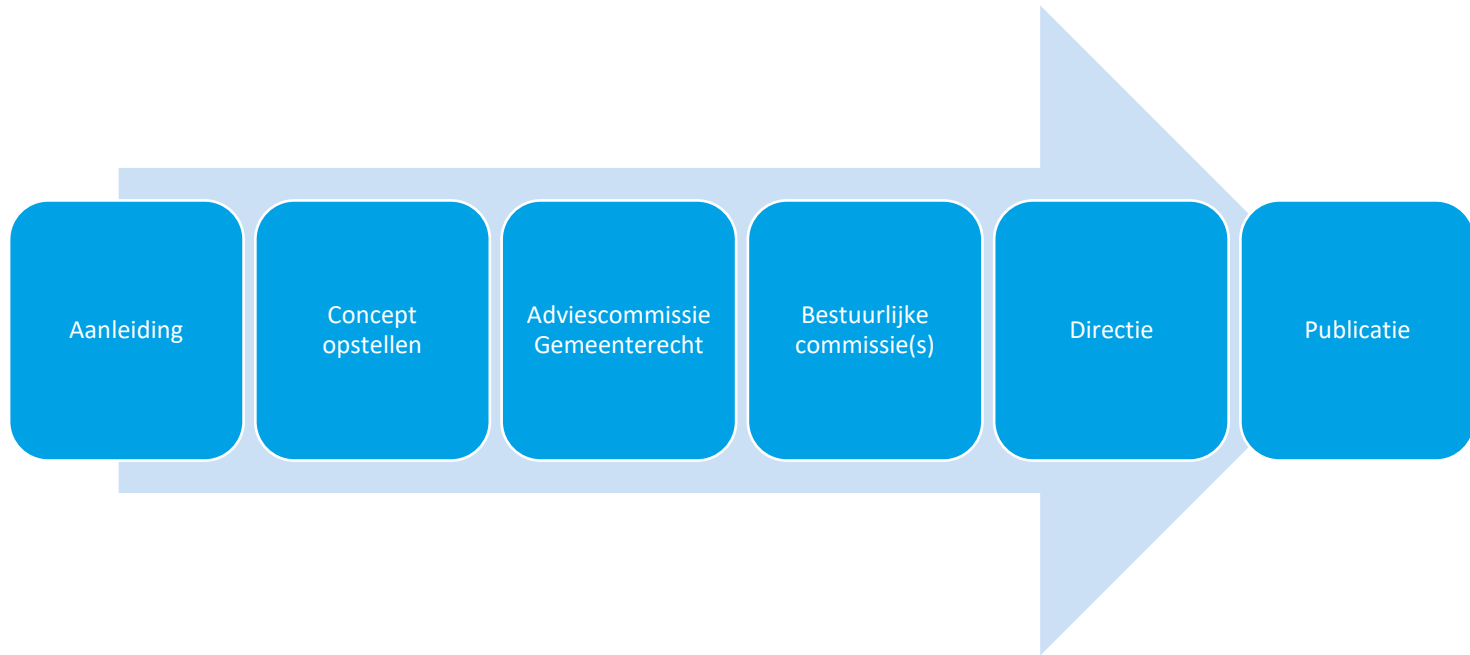 Aanleiding
Concept
opstellen
Adviescommissie
Gemeenterecht
Bestuurlijke
commissie(s)
Directie
Publicatie